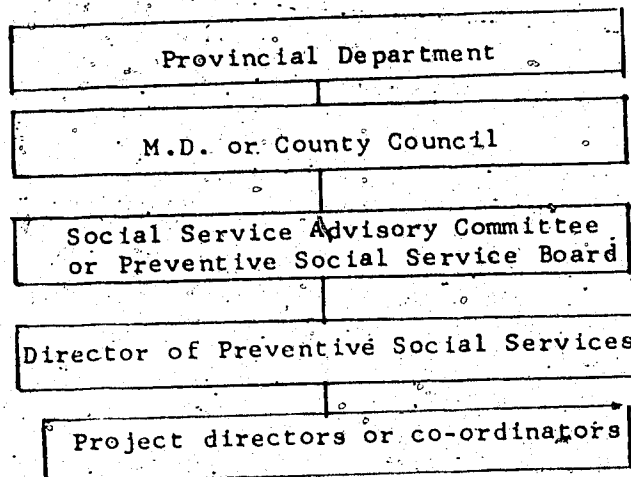 Provincial Department
M.D. or County Council
Social Service Advisory Committee
or Preventive Social Service Board
Director of Preventive Social Services
Project directors or co-ordinators